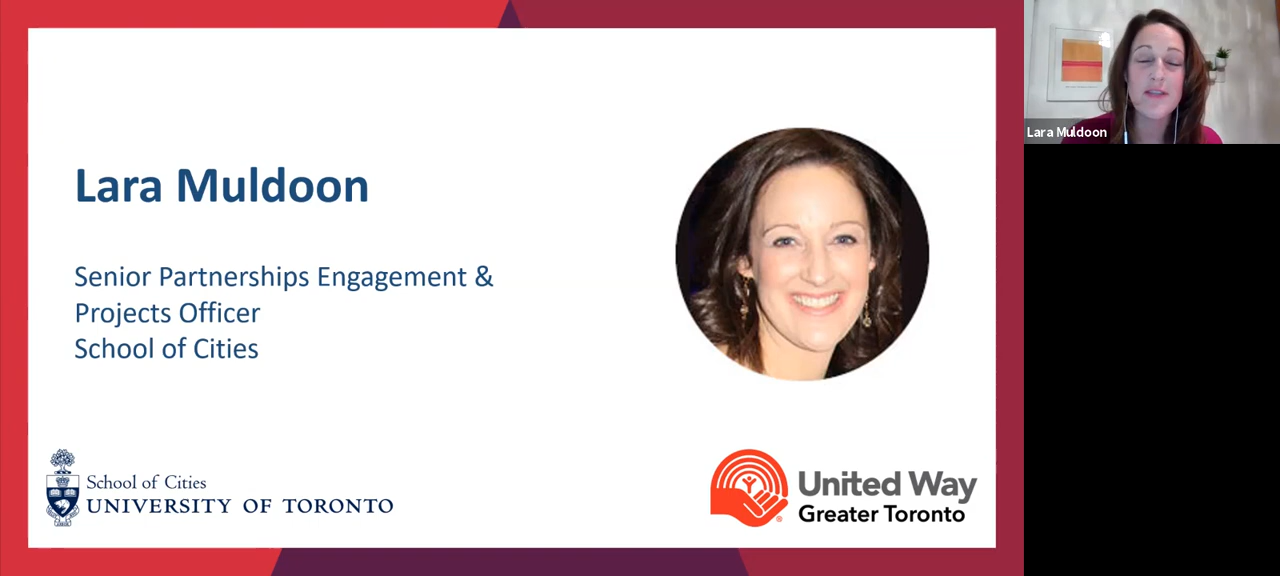 Lara Muldoon
Senior Partnerships Engagement &
Projects Officer
School of Cities
School of Cities
UNIVERSITY OF TORONTO
United Way
Greater Toronto
Lara Muldoon